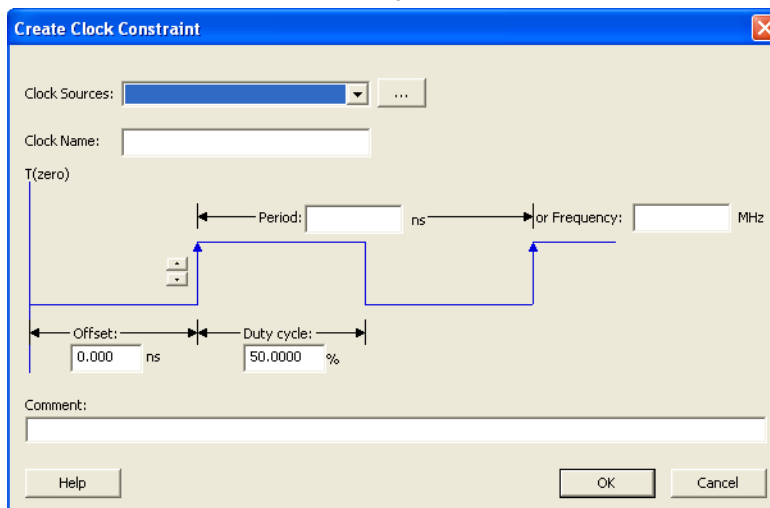 Create Clock Constraint
Clock Sources:
...
Clock Name:
T(zero)
Period: ns or Frequency: MHz
Offset: Duty cycle:
0.000 ns 50.0000 %
Comment:
Help OK Cancel